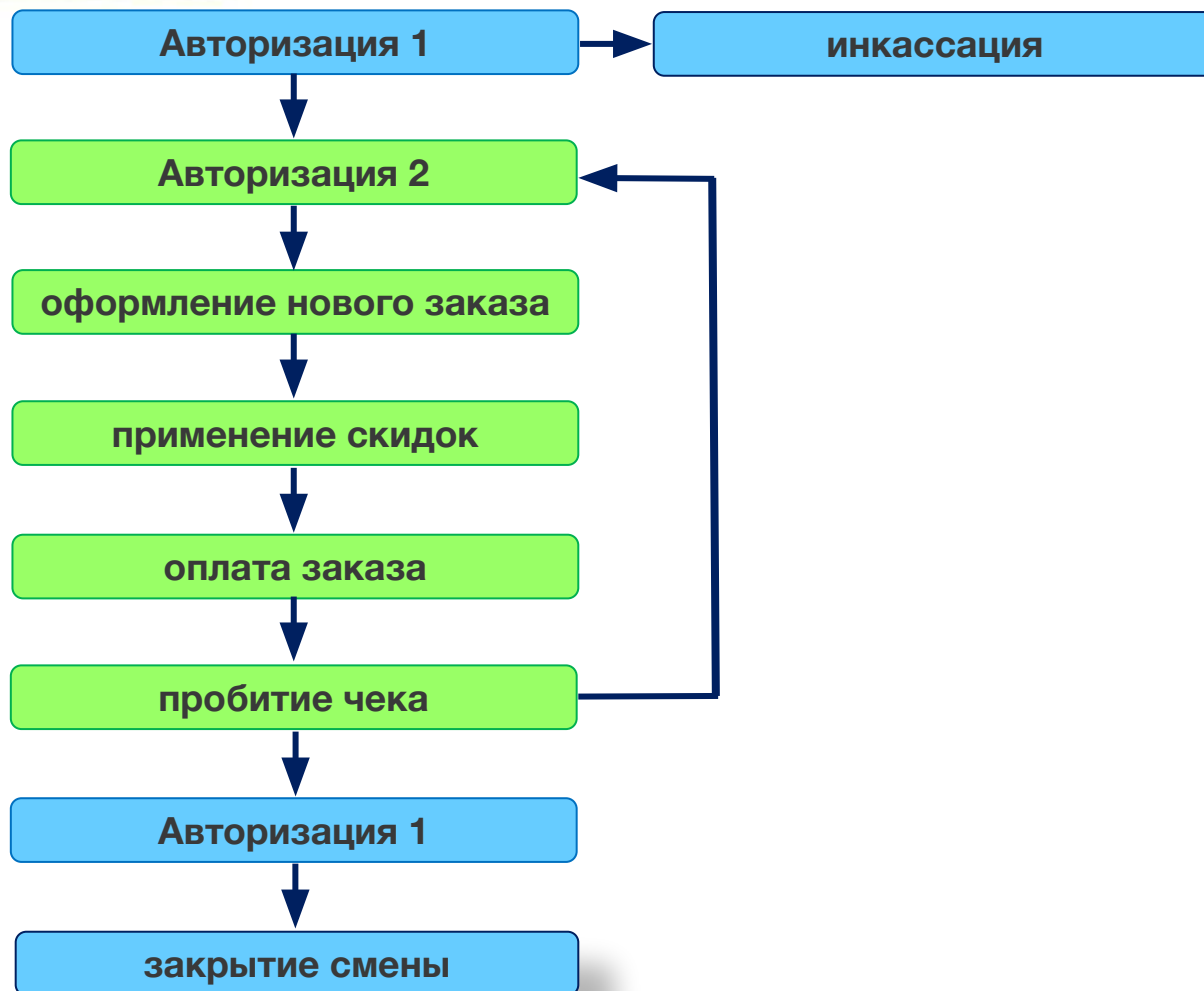 Авторизация 1
инкассация
Авторизация 2
оформление нового заказа
применение скидок
оплата заказа
пробитие чека
Авторизация 1
закрытие смены